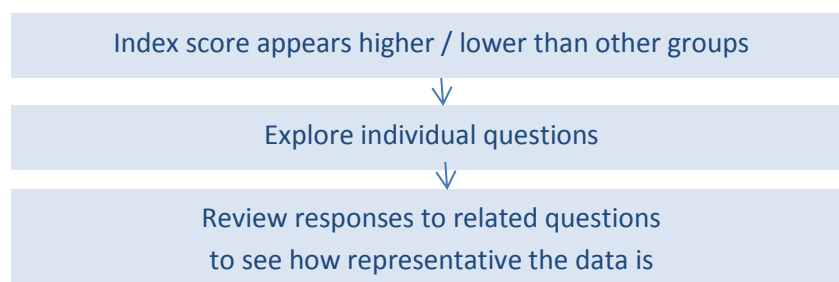 Index score appears higher / lower than other groups
Explore individual questions
Review responses to related questions
to see how representative the data is